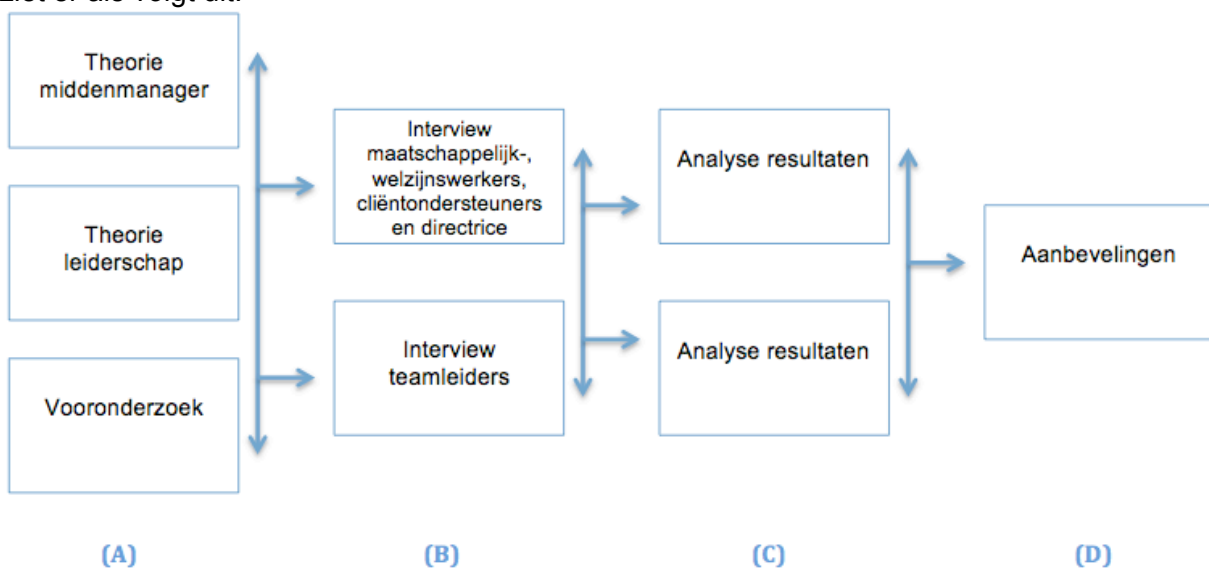 Theorie
middenmanager
Theorie
leiderschap
Vooronderzoek
Interview
maatschappelijk-,
welzijnswerkers,
cliëntondersteuners
en directrice
Interview
teamleiders
Analyse resultaten
Analyse resultaten
Aanbevelingen
(A)
(B)
(C)
(D)